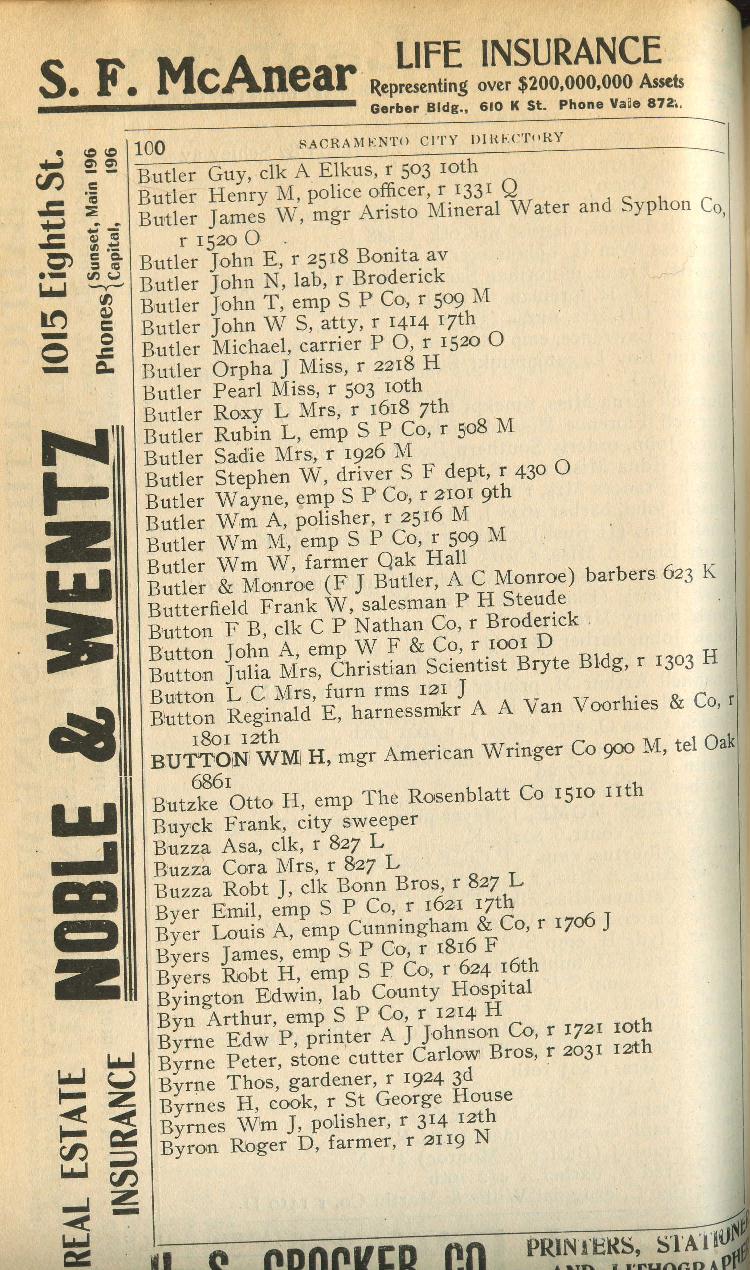 S. F. McAnear
LIFE INSURANCE
Representing over $200,000,000 Assets
Gerber Bldg., 610 K St. Phone Vale 872.
1015 Eighth St.
Phones { Sunset, Main 196
Capital, 196
NOBLE & WENTZ
REAL ESTATE
INSURANCE
100 SACRAMENTO CITY DIRECTORY
Butler Guy, clk A Elkus, r 503 10th
Butler Henry M, police officer, r 1331 Q
Butler James W, mgr Aristo Mineral Water and Syphon Co,
r 1520 O
Butler John E, r 2518 Bonita av
Butler John N, lab, r Broderick
Butler John T, emp S P Co, r 509 M
Butler John W S, atty, r 1414 17th
Butler Michael, carrier P O, r 1520 O
Butler Orpha J Miss, r 2218 H
Butler Pearl Miss, r 503 10th
Butler Roxy L Mrs, r 1618 7th
Butler Rubin L, emp S P Co, r 508 M
Butler Sadie Mrs, r 1926 M
Butler Stephen W, driver S F dept, r 430 O
Butler Wayne, emp S P Co, r 2101 9th
Butler Wm A, polisher, r 2516 M
Butler Wm M, emp S P Co, r 509 M
Butler Wm W, farmer Oak Hall
Butler & Monroe (F J Butler, A C Monroe) barbers 623 K
Butterfield Frank W, salesman P H Steude
Button F B, clk C P Nathan Co, r Broderick
Button John A, emp W F & Co, r 1001 D
Button Julia Mrs, Christian Scientist Bryte Bldg, r 1303 H
Button L C Mrs, furn rms 121 J
Button Reginald E, harnessmkr A A Van Voorhies & Co, r
1801 12th
BUTTON WM H, mgr American Wringer Co 900 M, tel Oak
6861
Butzke Otto H, emp The Rosenblatt Co 1510 11th
Buyck Frank, city sweeper
Buzza Asa, clk, r 827 L
Buzza Cora Mrs, r 827 L
Buzza Robt J, clk Bonn Bros, r 827 L
Byer Emil, emp S P Co, r 1621 17th
Byer Louis A, emp Cunningham & Co, r 1706 J
Byers James, emp S P Co, r 1816 F
Byers Robt H, emp S P Co, r 624 16th
Byington Edwin, lab County Hospital
Byn Arthur, emp S P Co, r 1214 H
Byrne Edw P, printer A J Johnson Co, r 1721 10th
Byrne Peter, stone cutter Carlow Bros, r 2031 12th
Byrne Thos, gardener, r 1924 3d
Byrnes H, cook, r St George House
Byrnes Wm J, polisher, r 314 12th
Byron Roger D, farmer, r 2119 N
H. S. CROCKER CO.
PRINTERS, STATIONE
AND LITHOGRAPHE